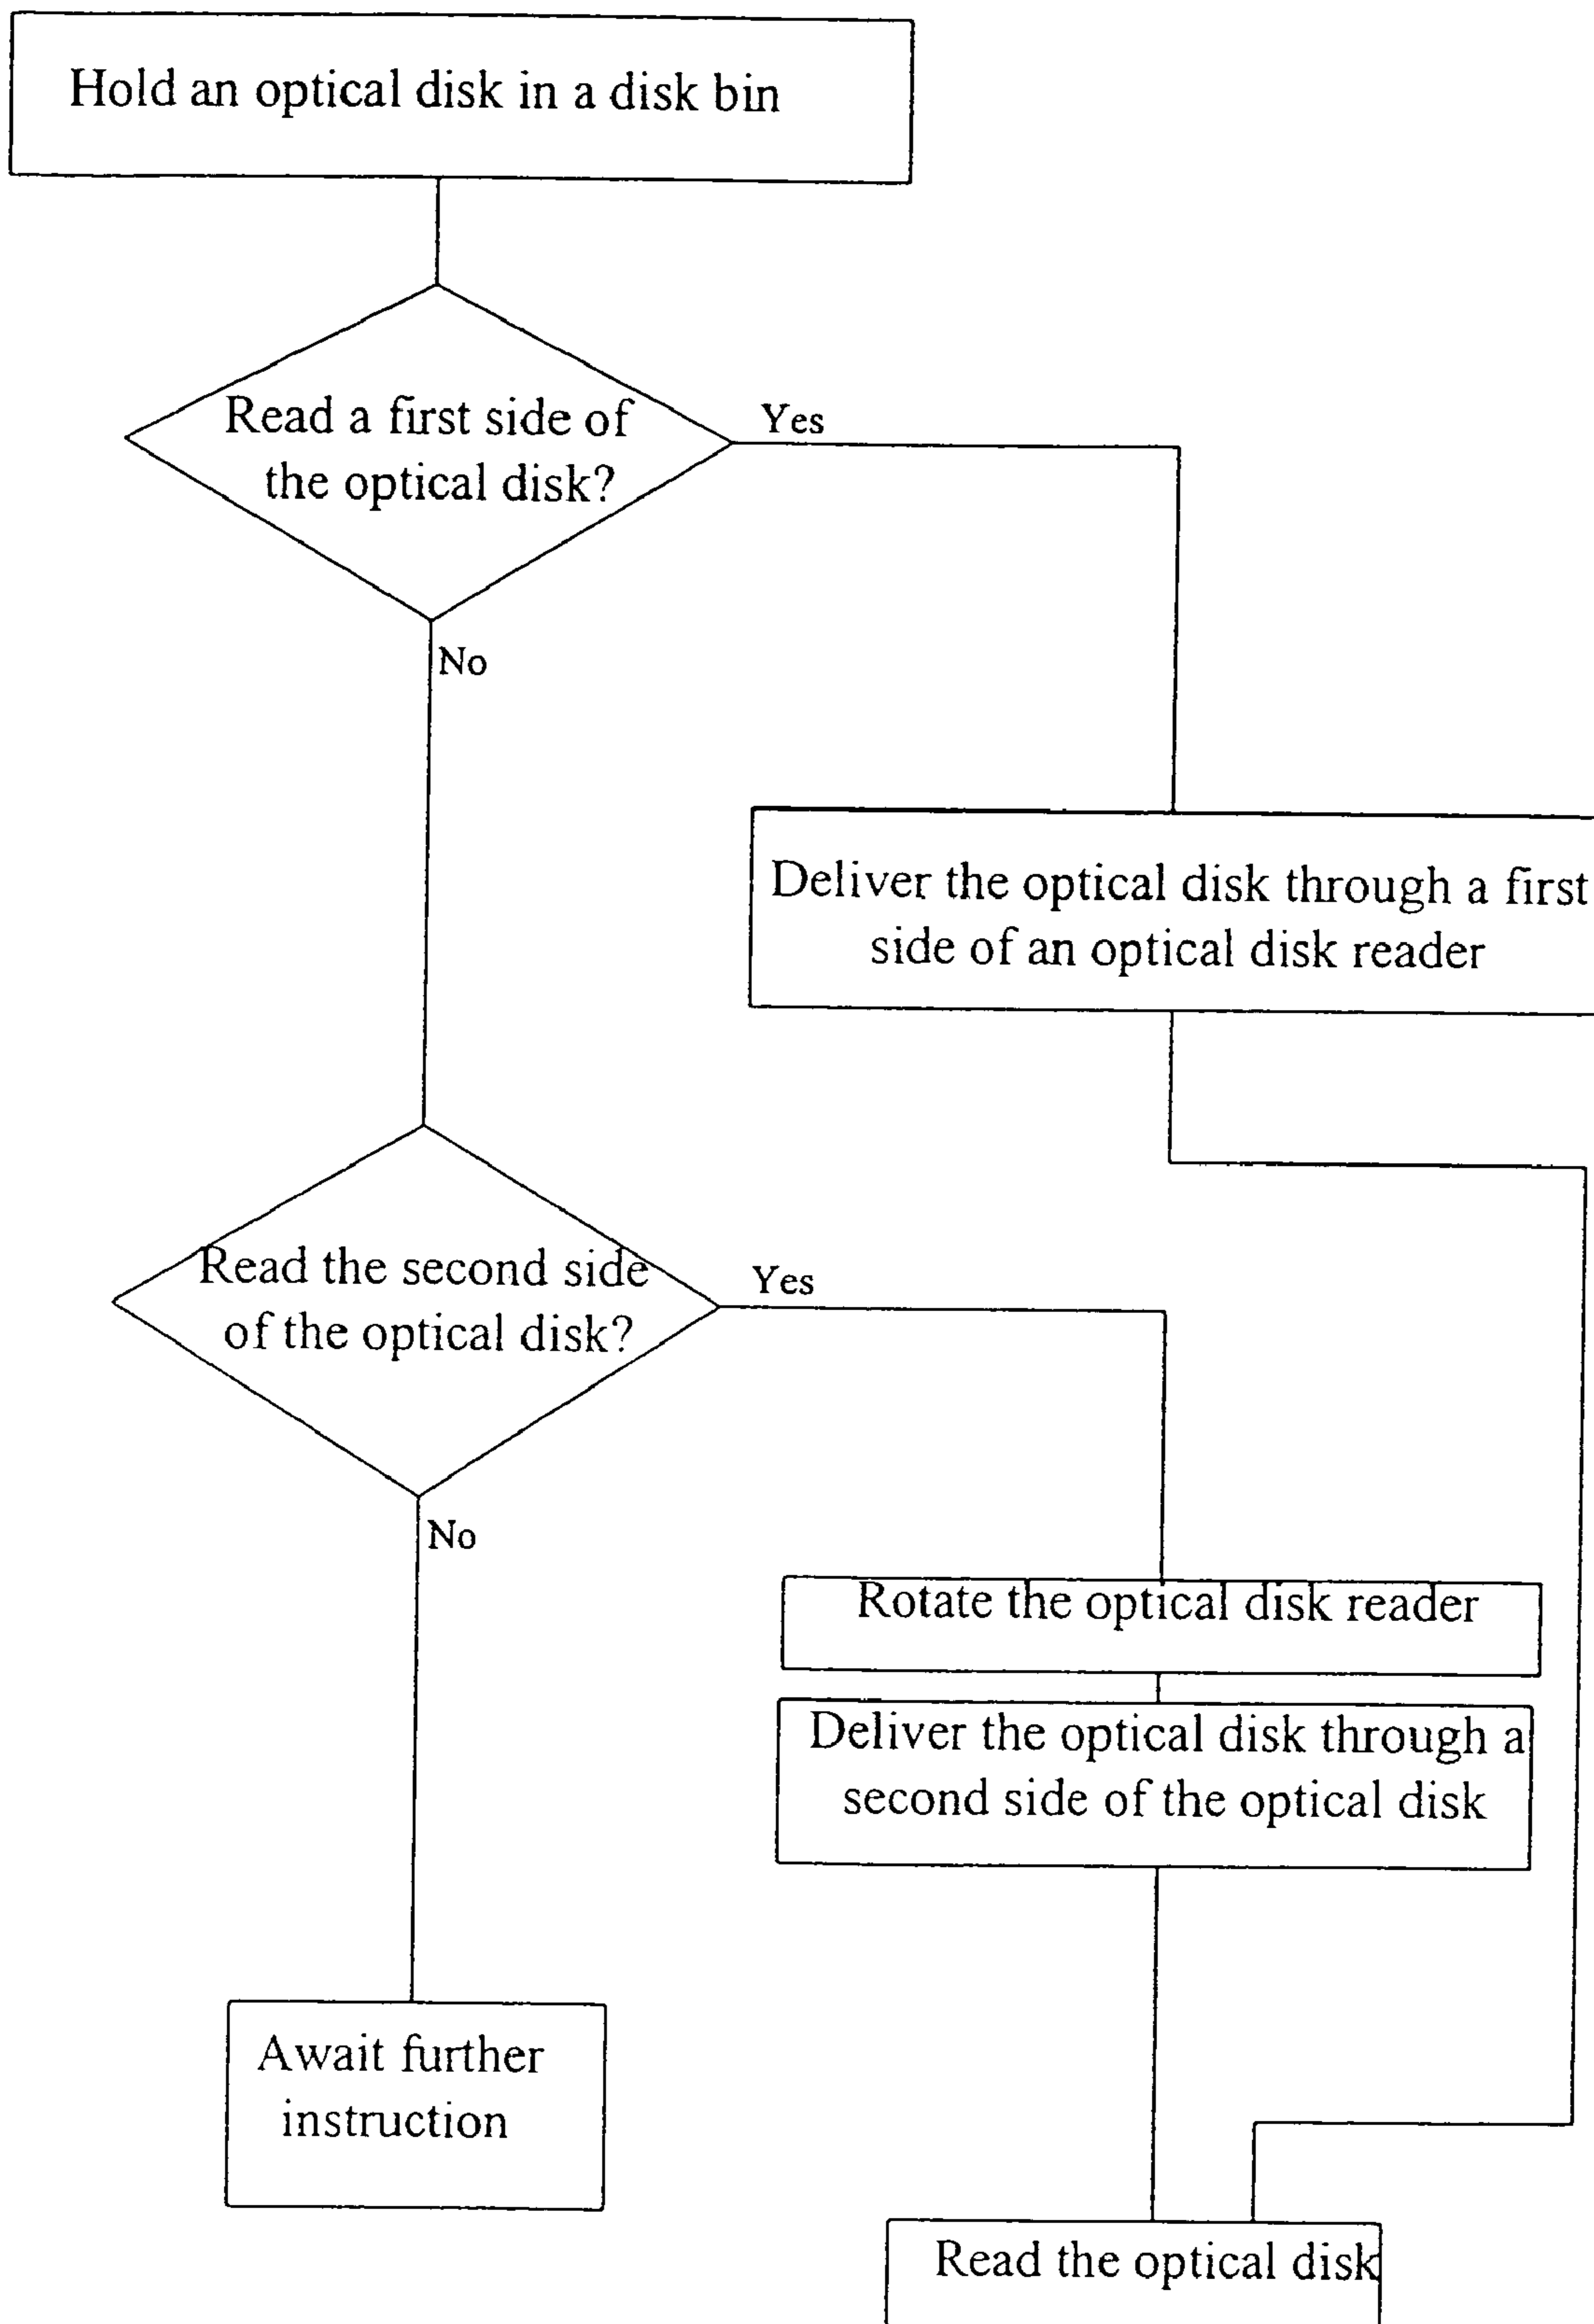 Hold an optical disk in a disk bin
Read a first side of
the optical disk?
Yes
No
Deliver the optical disk through a first
side of an optical disk reader
Read the second side
of the optical disk?
Yes
No
Rotate the optical disk reader
Deliver the optical disk through a
second side of the optical disk
Await further
instruction
Read the optical disk